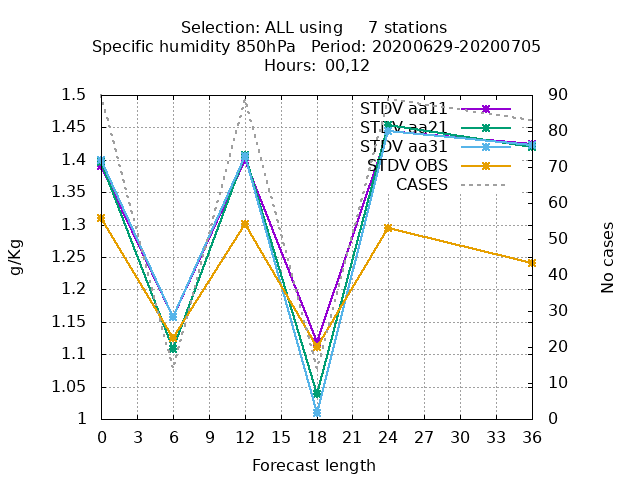 Selection: ALL using     7 stations
Specific humidity 850hPa   Period: 20200629-20200705
Hours: 00,12
1.5
1.45
1.4
1.35
1.3
1.25
1.2
1.15
1.1
1.05
1
g/Kg
STDV aa11
STDV aa21
STDV aa31
STDV OBS
CASES
90
80
70
60
50
40
30
20
10
0
No cases
0 3 6 9 12 15 18 21 24 27 30 33 36
Forecast length